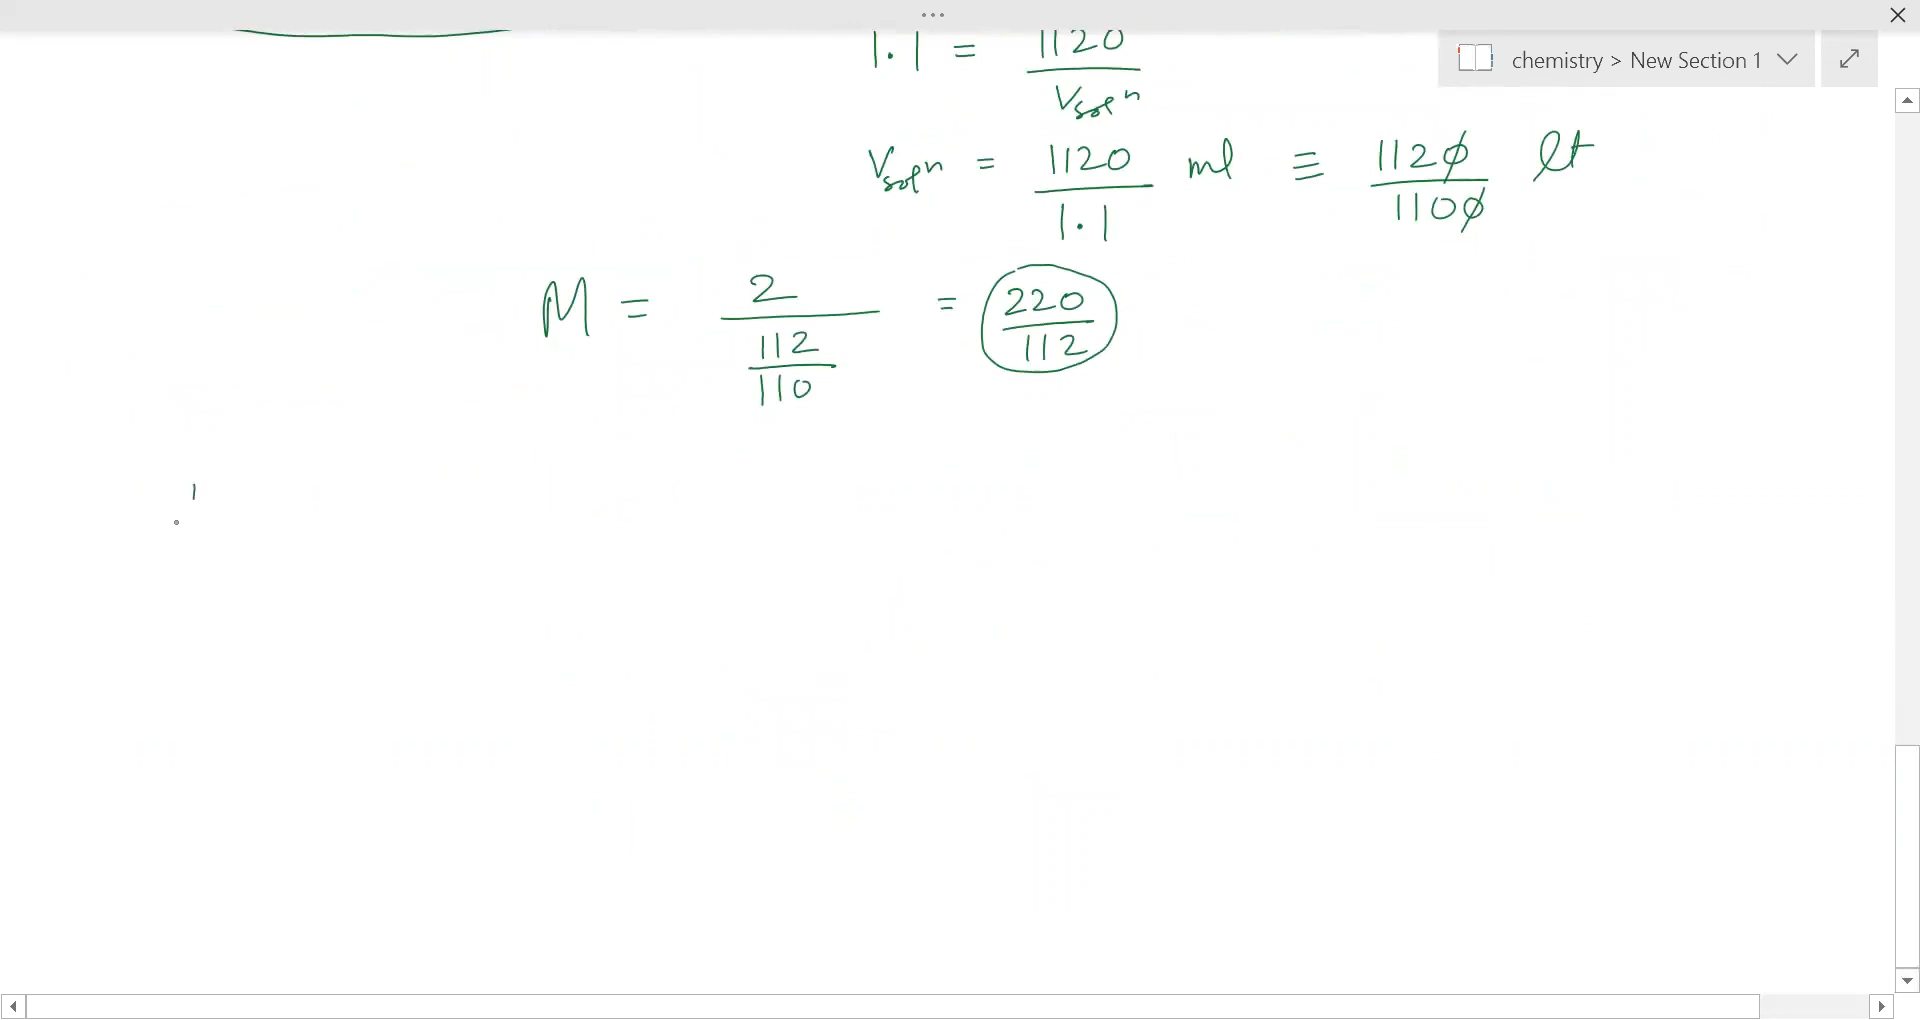 1.1 = 1120 / Vsolⁿ
chemistry > New Section 1
Vsolⁿ = 1120 / 1.1 ml ≡ 1120 / 1100 lt
M = 2 / (112 / 110) = 220 / 112